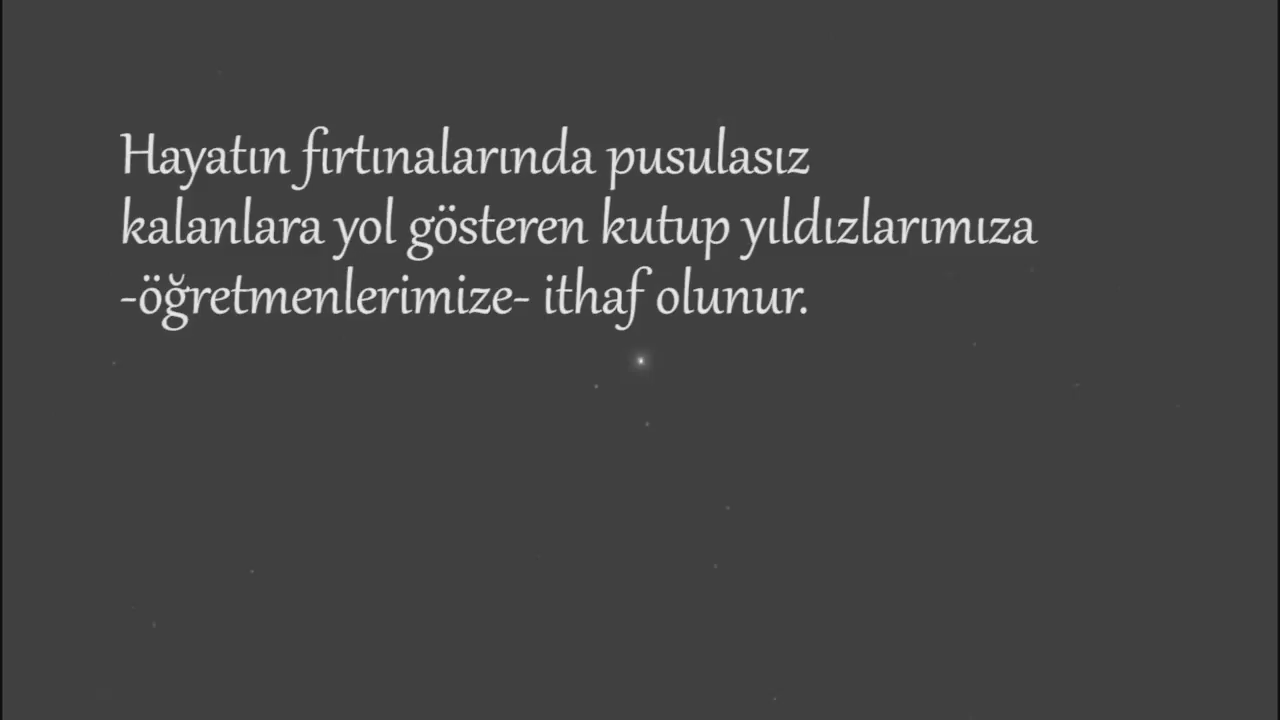 Hayatın fırtınalarında pusulasız
kalanlara yol gösteren kutup yıldızlarımıza
-öğretmenlerimize- ithaf olunur.